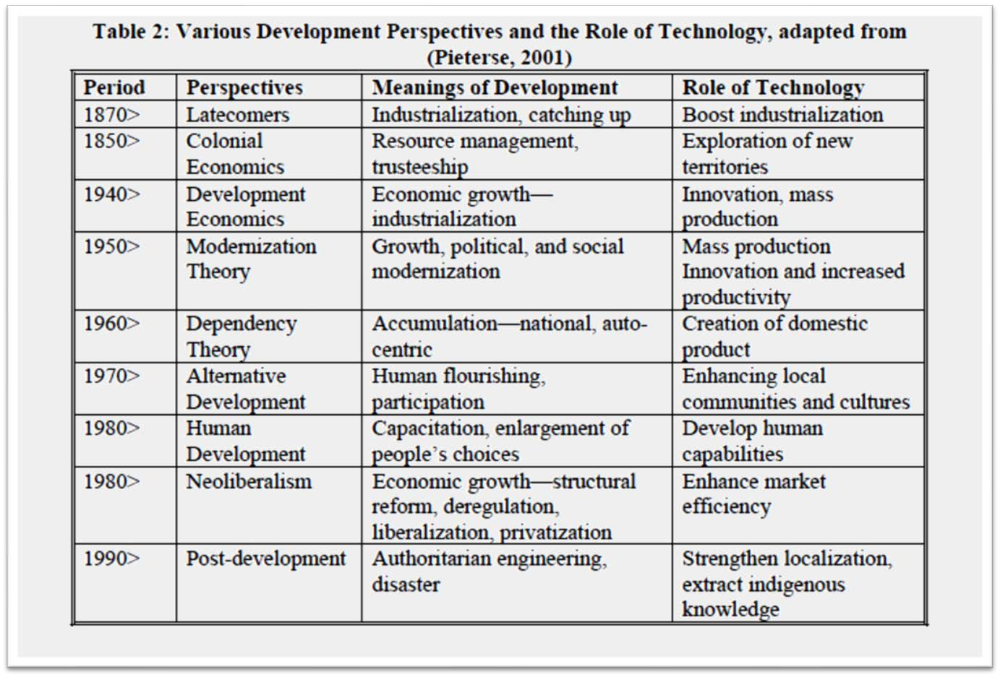 Table 2: Various Development Perspectives and the Role of Technology, adapted from
(Pieterse, 2001)
Period Perspectives Meanings of Development Role of Technology
1870> Latecomers Industrialization, catching up Boost industrialization
1850> Colonial Resource management, Exploration of new
Economics trusteeship territories
1940> Development Economic growth— Innovation, mass
Economics industrialization production
1950> Modernization Growth, political, and social Mass production
Theory modernization Innovation and increased
productivity
1960> Dependency Accumulation—national, auto- Creation of domestic
Theory centric product
1970> Alternative Human flourishing, Enhancing local
Development participation communities and cultures
1980> Human Capacitation, enlargement of Develop human
Development people’s choices capabilities
1980> Neoliberalism Economic growth—structural Enhance market
reform, deregulation, efficiency
liberalization, privatization
1990> Post-development Authoritarian engineering, Strengthen localization,
disaster extract indigenous
knowledge